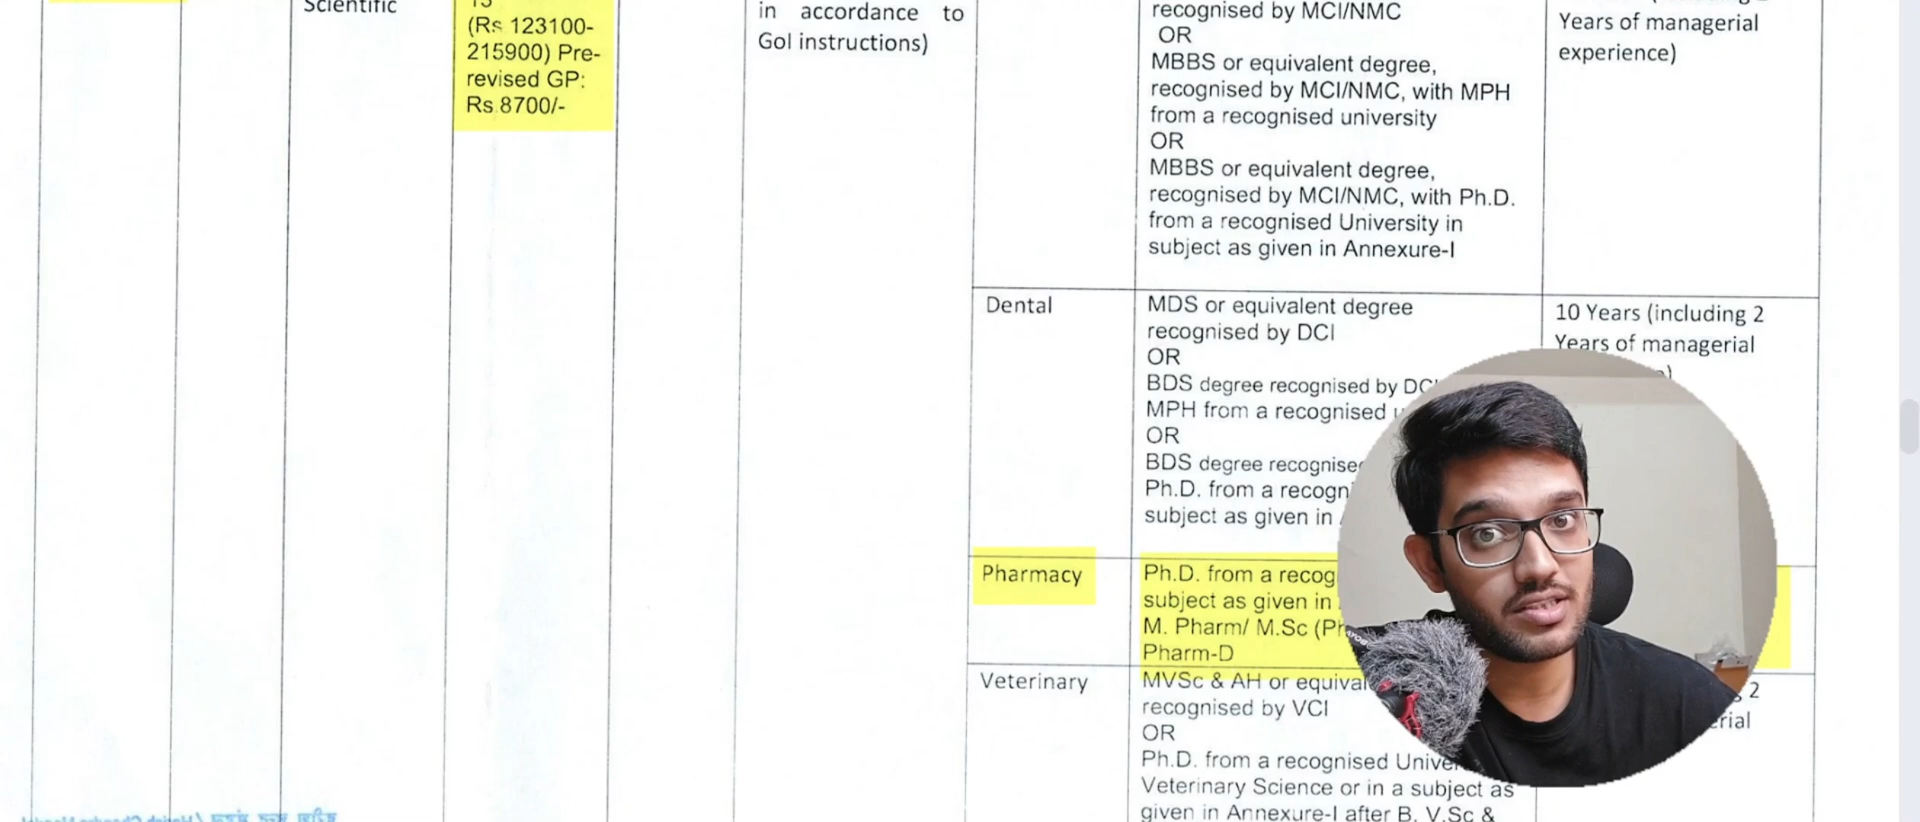 Scientific
13
(Rs 123100-
215900) Pre-
revised GP:
Rs.8700/-
in accordance to
GoI instructions)
recognised by MCI/NMC
OR
MBBS or equivalent degree,
recognised by MCI/NMC, with MPH
from a recognised university
OR
MBBS or equivalent degree,
recognised by MCI/NMC, with Ph.D.
from a recognised University in
subject as given in Annexure-I
Years of managerial
experience)
Dental
MDS or equivalent degree
recognised by DCI
OR
BDS degree recognised by
MPH from a recognised
OR
BDS degree
Ph.D. from a
subject as given in
10 Years (including 2
Years of managerial
Pharmacy
Ph.D. from a
subject as given in
M. Pharm/ M.Sc
Pharm-D
Veterinary
MVSc & AH or
recognised by VCI
OR
Ph.D. from a recognised
Veterinary Science or in a subject as
given in Annexure-I after B. V.Sc &
2